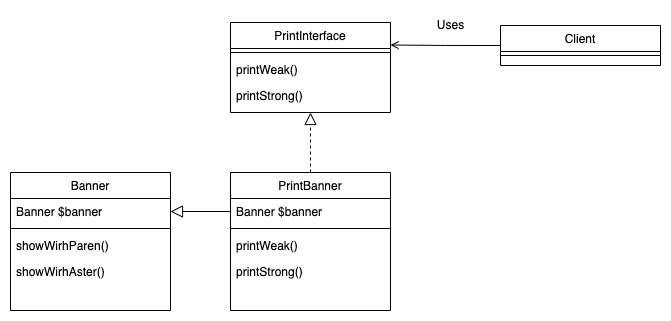 PrintInterface
printWeak()
printStrong()
Uses
Client
Banner
Banner $banner
showWirhParen()
showWirhAster()
PrintBanner
Banner $banner
printWeak()
printStrong()